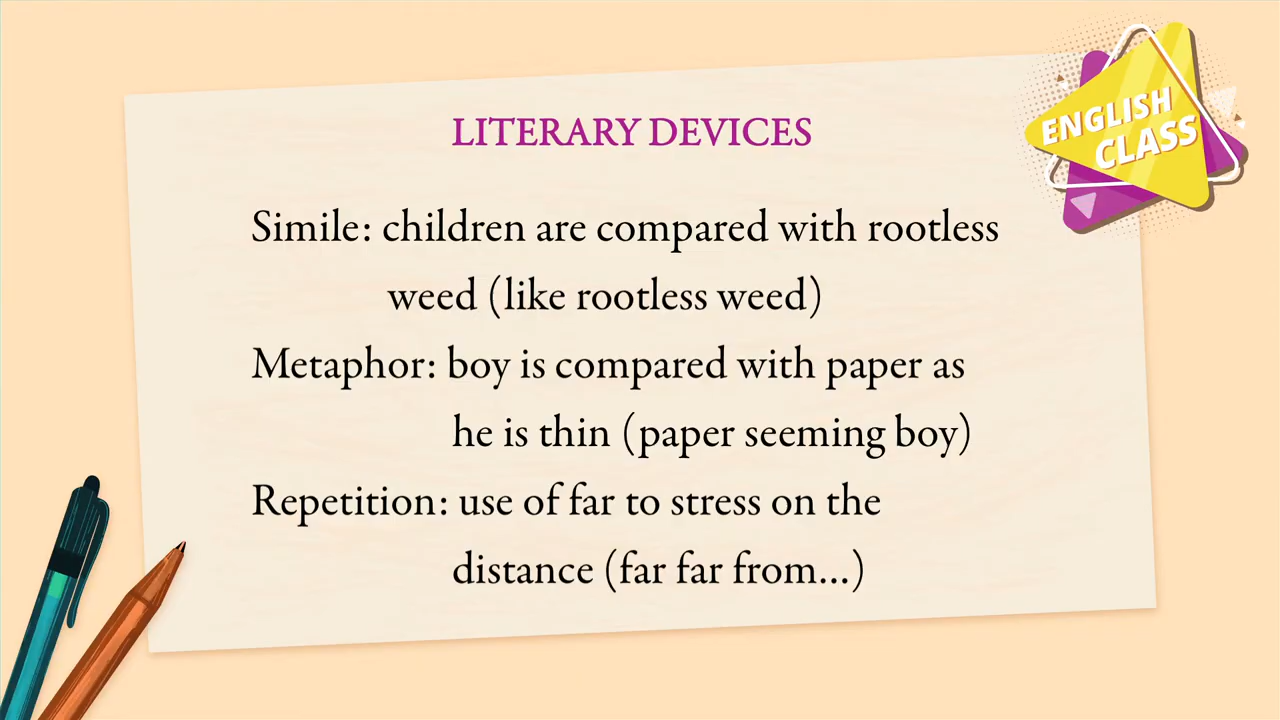 ENGLISH
CLASS
LITERARY DEVICES
Simile: children are compared with rootless
weed (like rootless weed)
Metaphor: boy is compared with paper as
he is thin (paper seeming boy)
Repetition: use of far to stress on the
distance (far far from...)